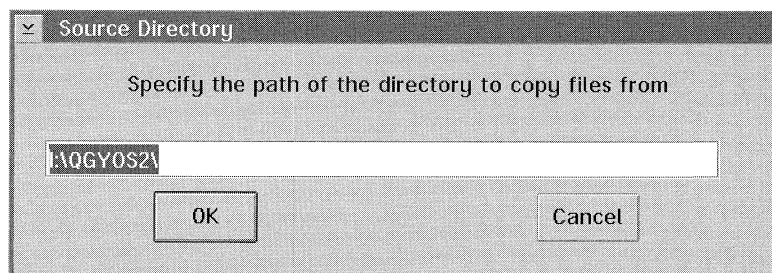 Source Directory
Specify the path of the directory to copy files from
I:\QGYOS2\
OK
Cancel